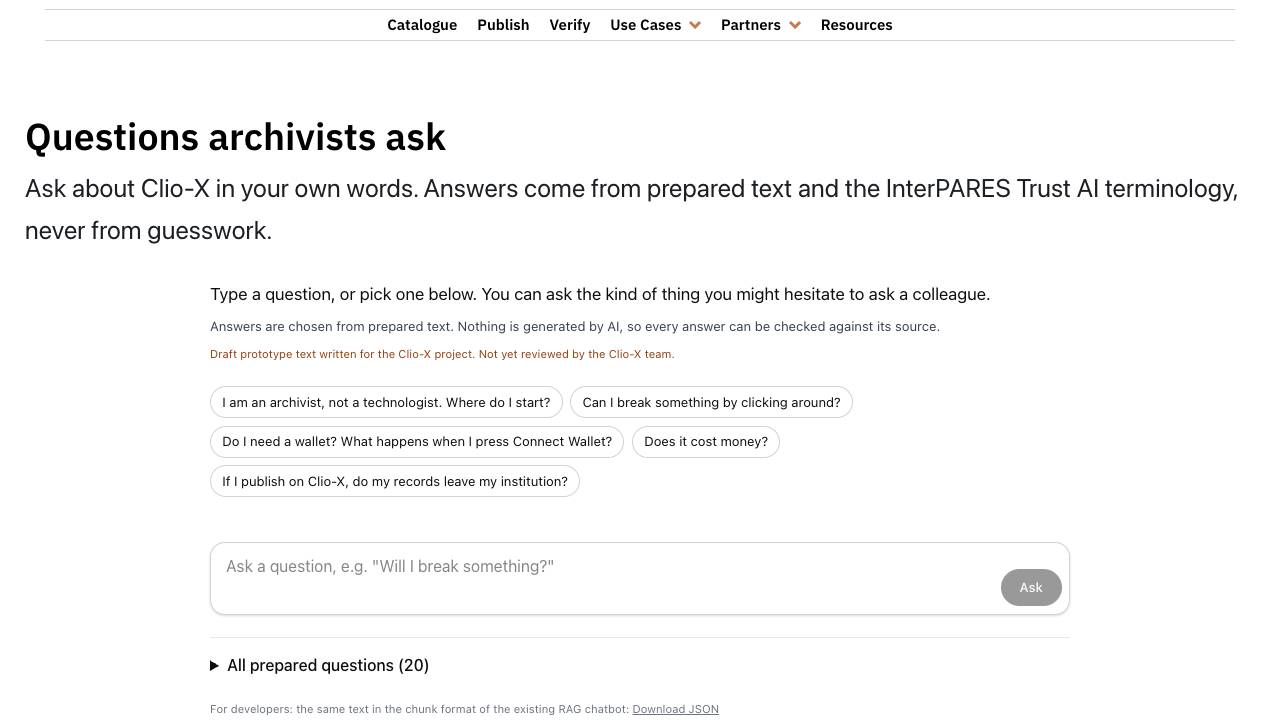 Catalogue Publish Verify Use Cases Partners Resources
Questions archivists ask
Ask about Clio-X in your own words. Answers come from prepared text and the InterPARES Trust AI terminology,
never from guesswork.
Type a question, or pick one below. You can ask the kind of thing you might hesitate to ask a colleague.
Answers are chosen from prepared text. Nothing is generated by AI, so every answer can be checked against its source.
Draft prototype text written for the Clio-X project. Not yet reviewed by the Clio-X team.
I am an archivist, not a technologist. Where do I start? Can I break something by clicking around?
Do I need a wallet? What happens when I press Connect Wallet? Does it cost money?
If I publish on Clio-X, do my records leave my institution?
Ask a question, e.g. "Will I break something?"
Ask
All prepared questions (20)
For developers: the same text in the chunk format of the existing RAG chatbot: Download JSON